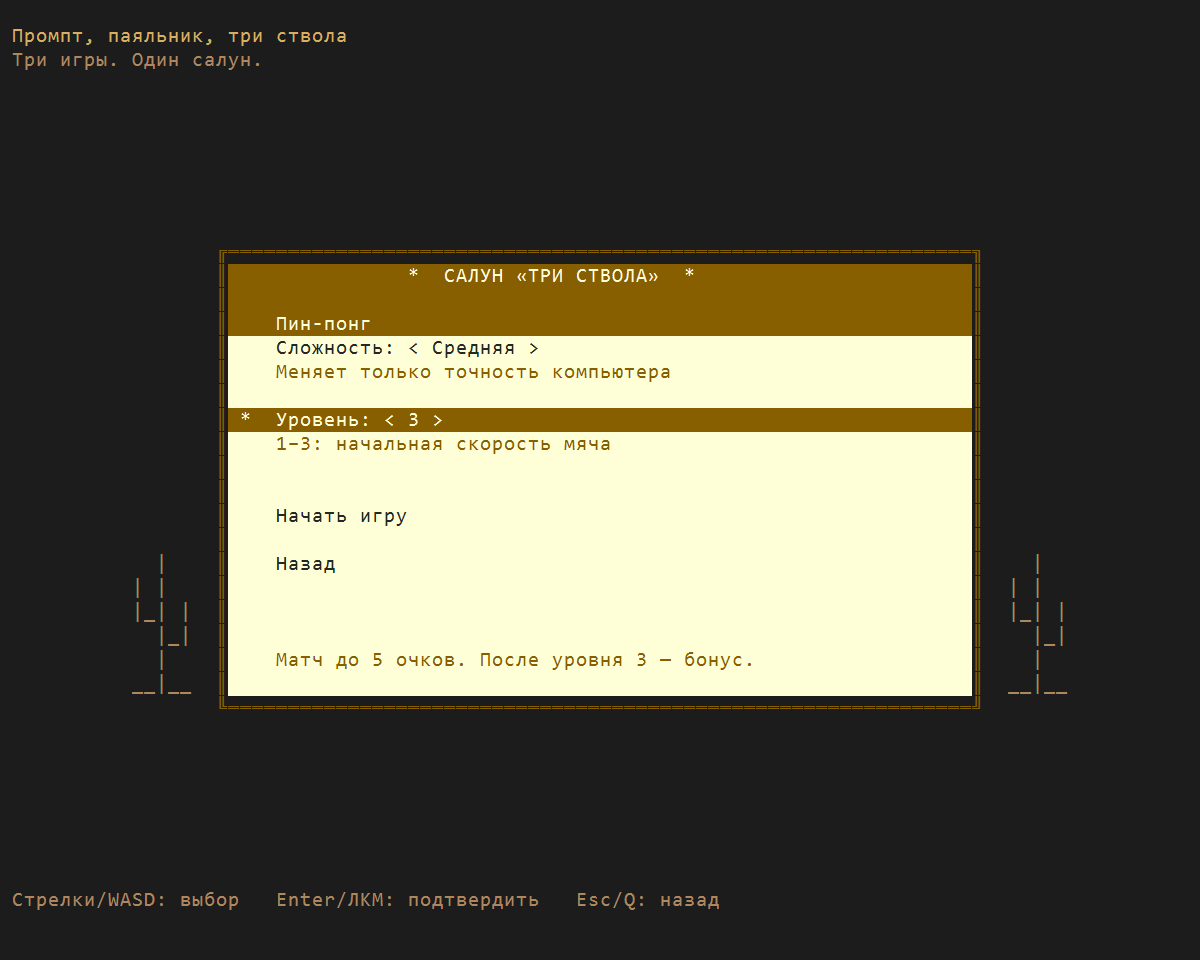 Промпт, паяльник, три ствола
Три игры. Один салун.
* САЛУН «ТРИ СТВОЛА» *
Пин-понг
Сложность: < Средняя >
Меняет только точность компьютера
* Уровень: < 3 >
1–3: начальная скорость мяча
Начать игру
Назад
Матч до 5 очков. После уровня 3 — бонус.
Стрелки/WASD: выбор Enter/ЛКМ: подтвердить Esc/Q: назад